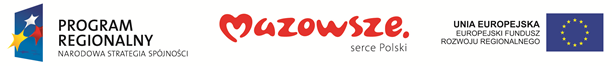 PROGRAM
REGIONALNY
NARODOWA STRATEGIA SPÓJNOŚCI
mazowsze.
serce Polski
UNIA EUROPEJSKA
EUROPEJSKI FUNDUSZ
ROZWOJU REGIONALNEGO